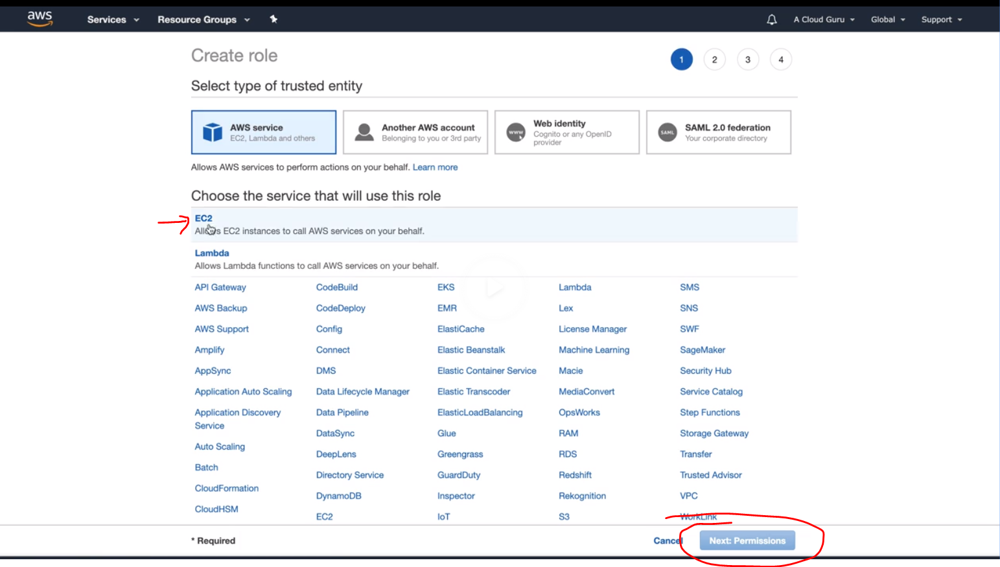 aws Services Resource Groups A Cloud Guru Global Support
Create role 1 2 3 4
Select type of trusted entity
AWS service
EC2, Lambda and others
Another AWS account
Belonging to you or 3rd party
www
Web identity
Cognito or any OpenID
provider
SAML
SAML 2.0 federation
Your corporate directory
Allows AWS services to perform actions on your behalf. Learn more
Choose the service that will use this role
EC2
Allows EC2 instances to call AWS services on your behalf.
Lambda
Allows Lambda functions to call AWS services on your behalf.
API Gateway
AWS Backup
AWS Support
Amplify
AppSync
Application Auto Scaling
Application Discovery
Service
Auto Scaling
Batch
CloudFormation
CloudHSM
CodeBuild
CodeDeploy
Config
Connect
DMS
Data Lifecycle Manager
Data Pipeline
DataSync
DeepLens
Directory Service
DynamoDB
EC2
EKS
EMR
ElastiCache
Elastic Beanstalk
Elastic Container Service
Elastic Transcoder
ElasticLoadBalancing
Glue
Greengrass
GuardDuty
Inspector
IoT
Lambda
Lex
License Manager
Machine Learning
Macie
MediaConvert
OpsWorks
RAM
RDS
Redshift
Rekognition
S3
SMS
SNS
SWF
SageMaker
Security Hub
Service Catalog
Step Functions
Storage Gateway
Transfer
Trusted Advisor
VPC
WorkLink
* Required Cancel Next: Permissions